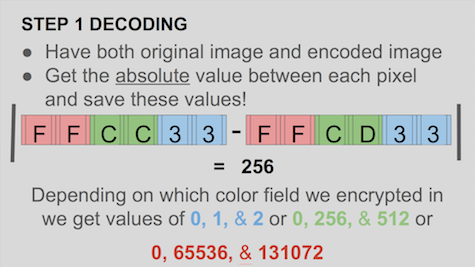 STEP 1 DECODING
● Have both original image and encoded image
● Get the absolute value between each pixel
and save these values!
| F F C C 3 3 - F F C D 3 3 |
= 256
Depending on which color field we encrypted in
we get values of 0, 1, & 2 or 0, 256, & 512 or
0, 65536, & 131072